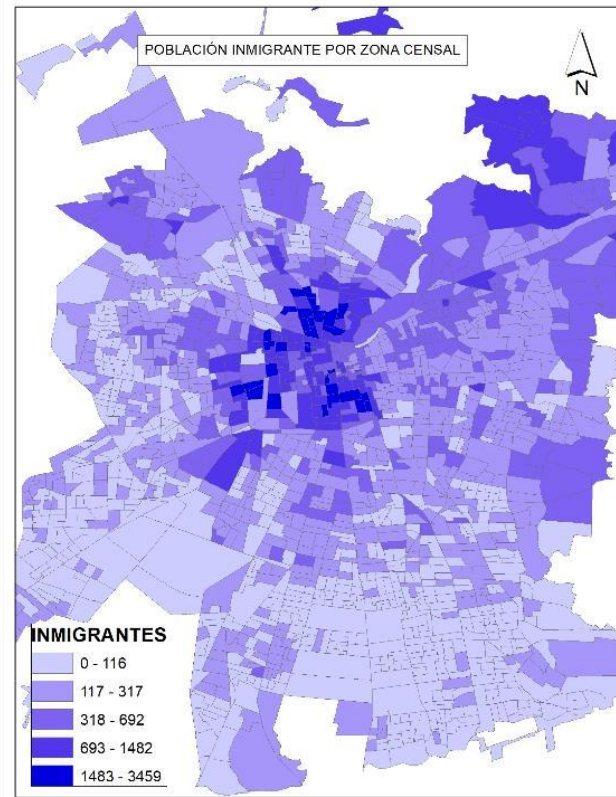 POBLACIÓN INMIGRANTE POR ZONA CENSAL
N
INMIGRANTES
0 - 116
117 - 317
318 - 692
693 - 1482
1483 - 3459